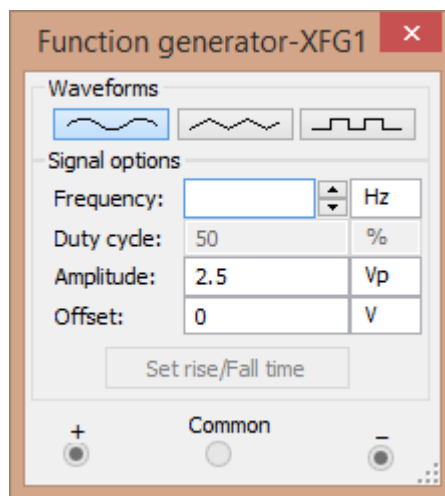 Function generator-XFG1
Waveforms
Signal options
Frequency: Hz
Duty cycle: 50 %
Amplitude: 2.5 Vp
Offset: 0 V
Set rise/Fall time
+ Common –